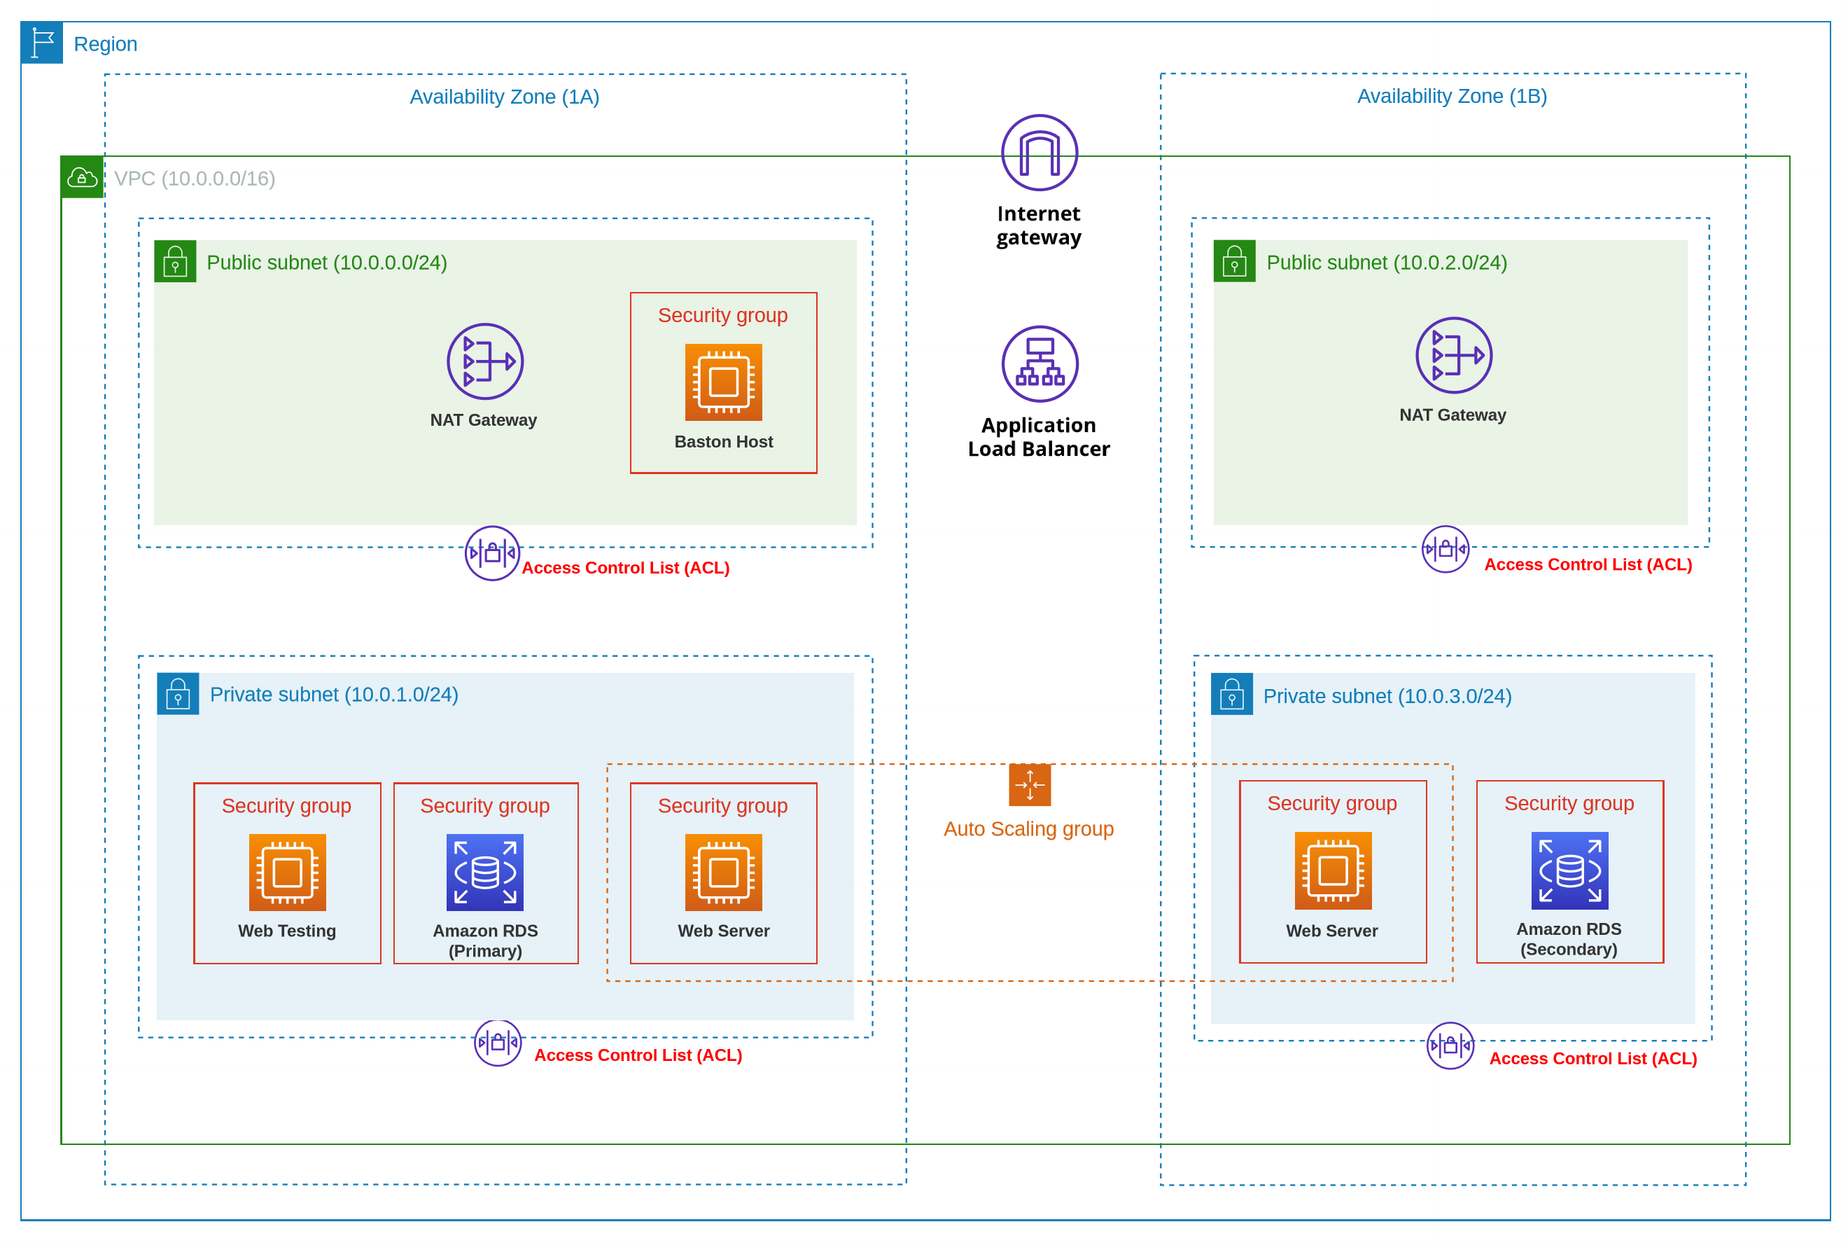 Region
Availability Zone (1A)
Availability Zone (1B)
VPC (10.0.0.0/16)
Internet
gateway
Public subnet (10.0.0.0/24)
Public subnet (10.0.2.0/24)
Security group
NAT Gateway
Baston Host
Application
Load Balancer
NAT Gateway
Access Control List (ACL)
Access Control List (ACL)
Private subnet (10.0.1.0/24)
Private subnet (10.0.3.0/24)
Security group
Security group
Security group
Auto Scaling group
Security group
Security group
Web Testing
Amazon RDS
(Primary)
Web Server
Web Server
Amazon RDS
(Secondary)
Access Control List (ACL)
Access Control List (ACL)